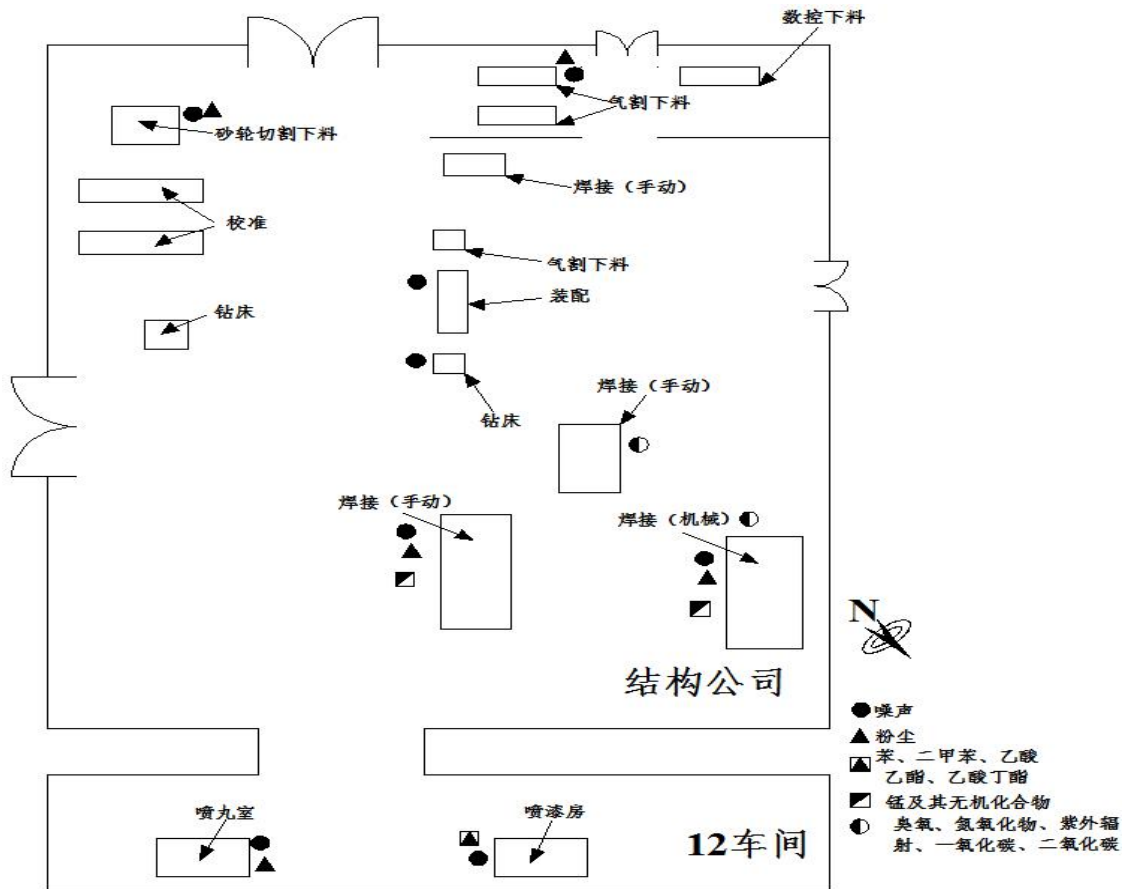 数控下料
气割下料
砂轮切割下料
焊接（手动）
校准
气割下料
装配
钻床
焊接（手动）
钻床
焊接（手动）
焊接（机械）
N
结构公司
噪声
粉尘
苯、二甲苯、乙酸
乙酯、乙酸丁酯
锰及其无机化合物
臭氧、氮氧化物、紫外辐
射、一氧化碳、二氧化碳
喷丸室
喷漆房
12车间